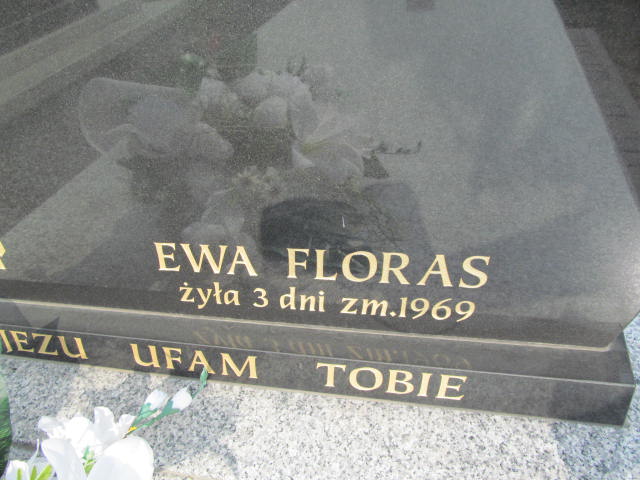 EWA FLORAS
żyła 3 dni zm.1969
JEZU UFAM TOBIE